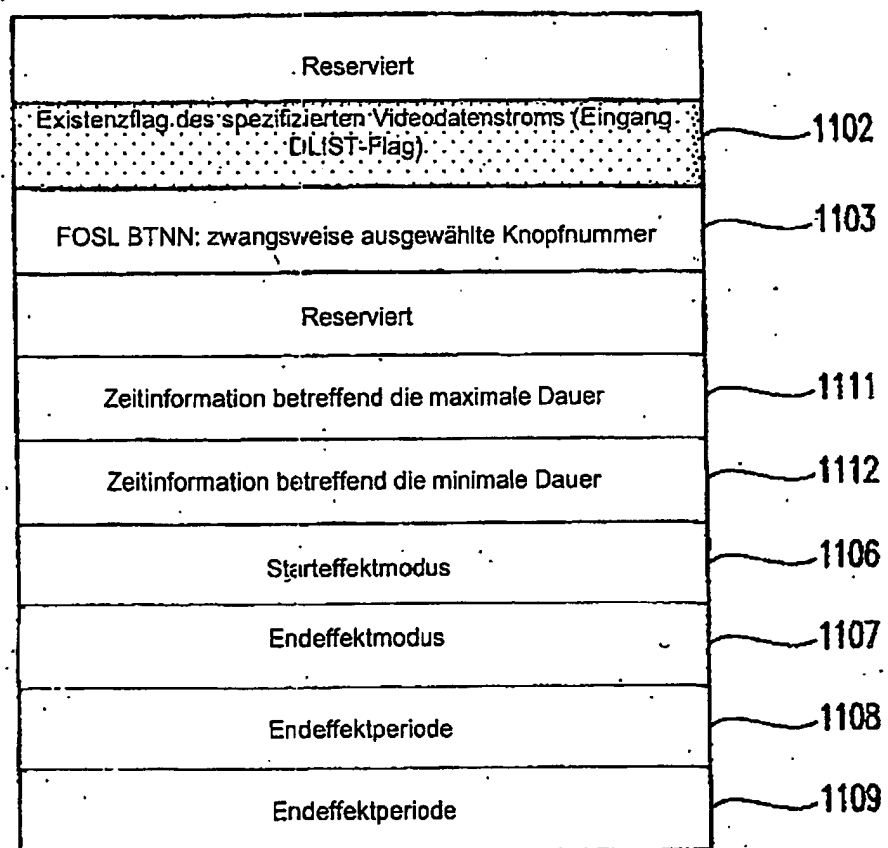 Reserviert
Existenzflag des spezifizierten Videodatenstroms (Eingang
DLIST-Flag)
1102
FOSL BTNN: zwangsweise ausgewählte Knopfnummer
1103
Reserviert
Zeitinformation betreffend die maximale Dauer
1111
Zeitinformation betreffend die minimale Dauer
1112
Starteffektmodus
1106
Endeffektmodus
1107
Endeffektperiode
1108
Endeffektperiode
1109